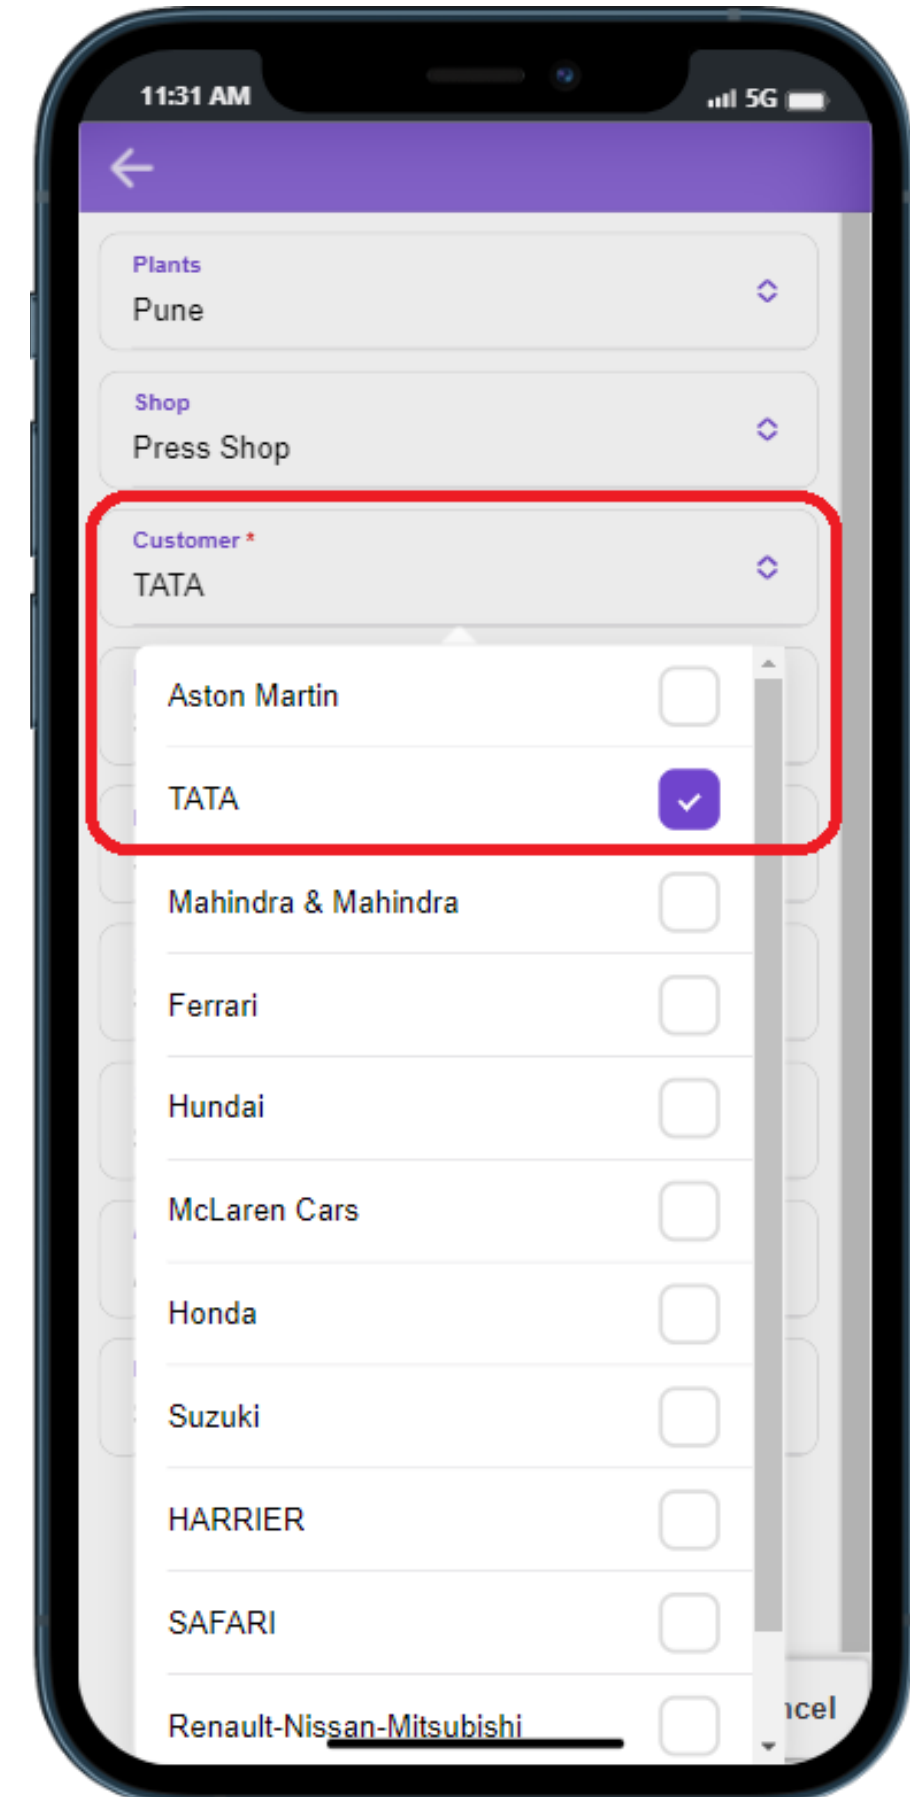 11:31 AM 5G
Plants
Pune
Shop
Press Shop
Customer *
TATA
Aston Martin
TATA
Mahindra & Mahindra
Ferrari
Hundai
McLaren Cars
Honda
Suzuki
HARRIER
SAFARI
Renault-Nissan-Mitsubishi